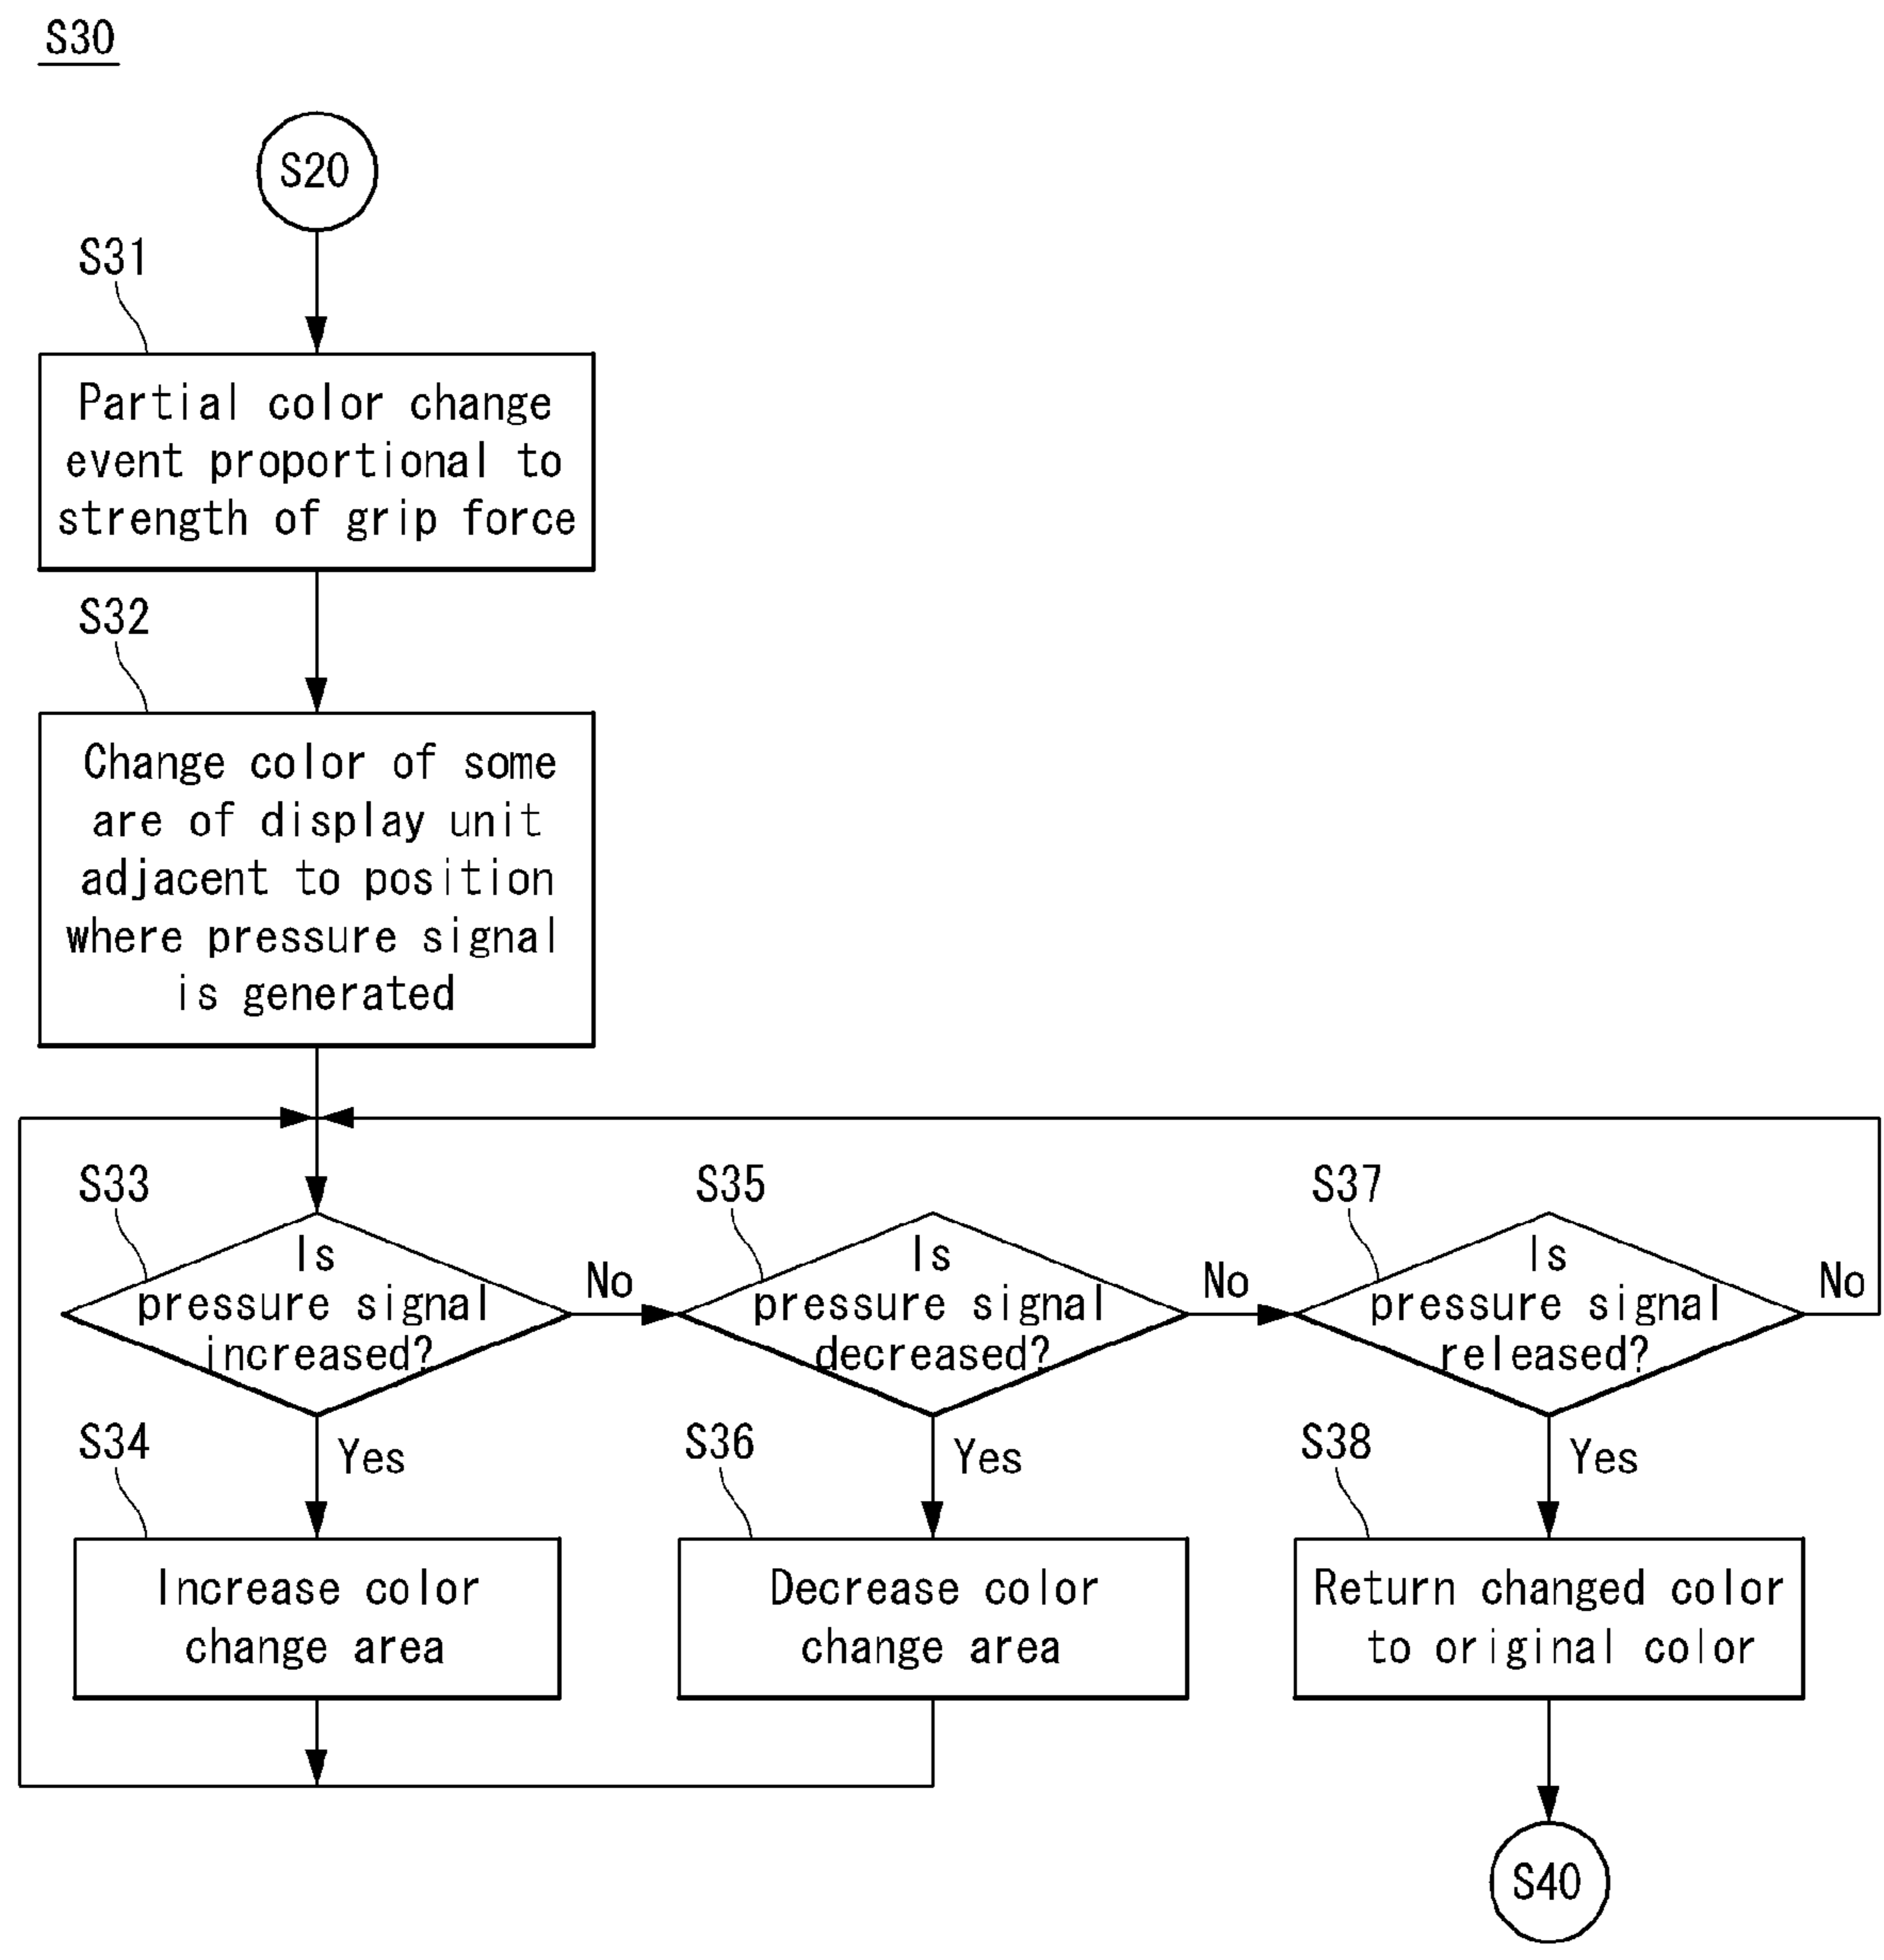 S30
S20
S31
Partial color change
event proportional to
strength of grip force
S32
Change color of some
are of display unit
adjacent to position
where pressure signal
is generated
S33
Is
pressure signal
increased?
No
S35
Is
pressure signal
decreased?
No
S37
Is
pressure signal
released?
No
S34
Yes
Increase color
change area
S36
Yes
Decrease color
change area
S38
Yes
Return changed color
to original color
S40